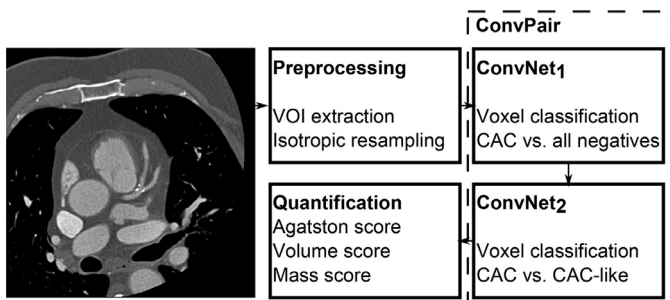 ConvPair
Preprocessing
VOI extraction
Isotropic resampling
ConvNet1
Voxel classification
CAC vs. all negatives
ConvNet2
Voxel classification
CAC vs. CAC-like
Quantification
Agatston score
Volume score
Mass score